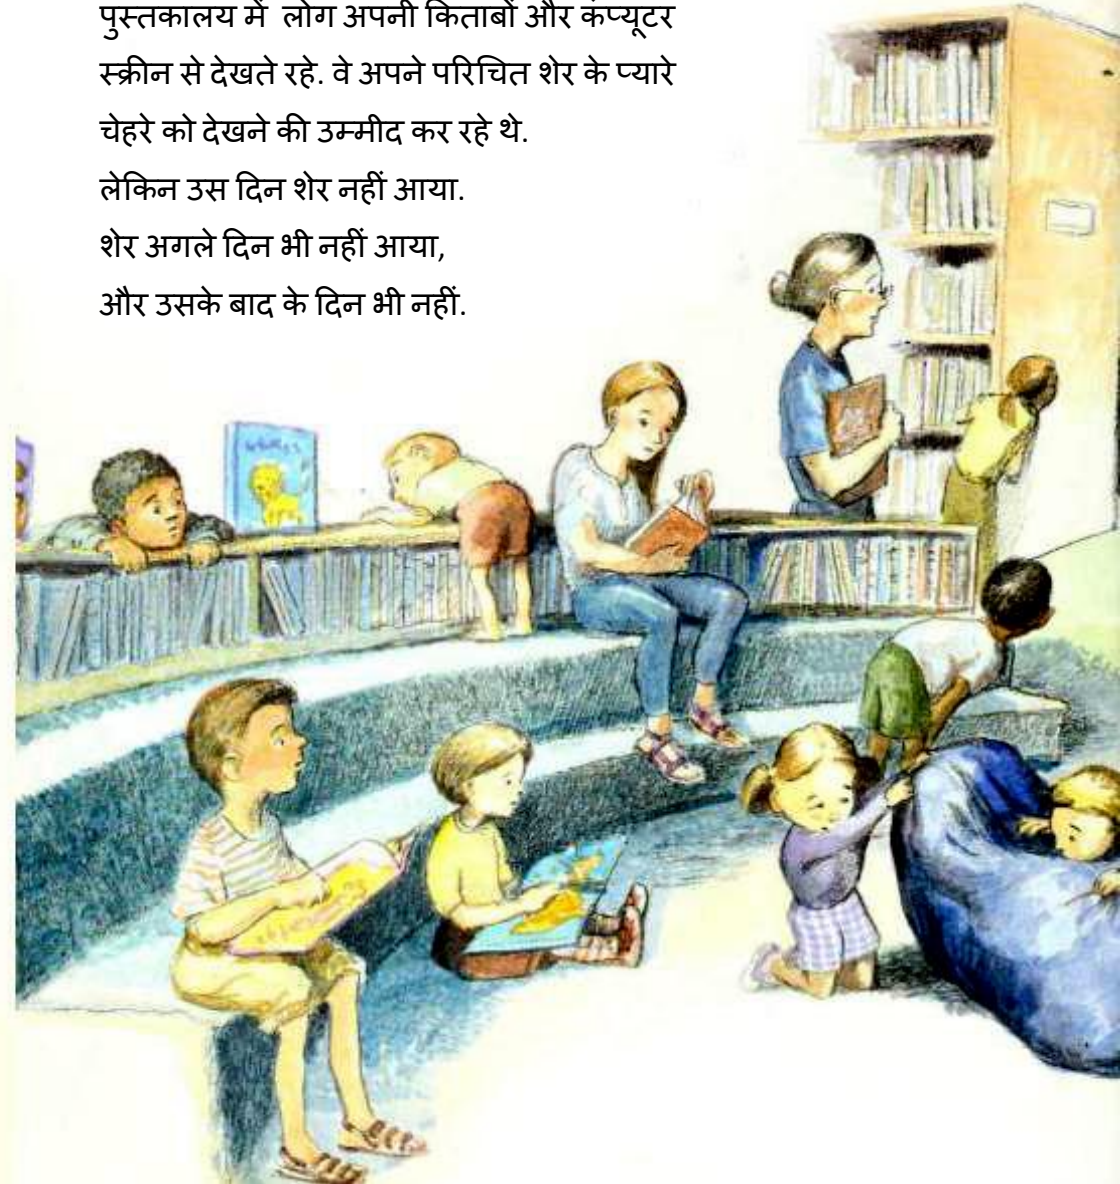 पुस्तकालय में  लोग अपनी किताबों और कंप्यूटर
स्क्रीन से देखते रहे. वे अपने परिचित शेर के प्यारे
चेहरे को देखने की उम्मीद कर रहे थे.
लेकिन उस दिन शेर नहीं आया.
शेर अगले दिन भी नहीं आया,
और उसके बाद के दिन भी नहीं.